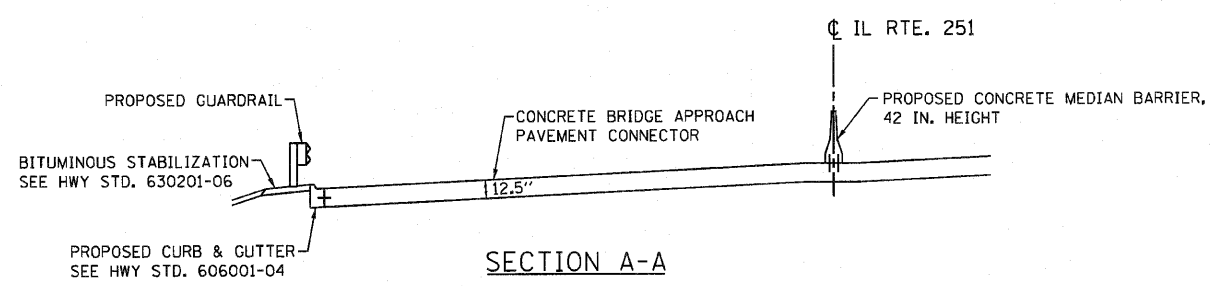 ℄ IL RTE. 251
PROPOSED GUARDRAIL
CONCRETE BRIDGE APPROACH
PAVEMENT CONNECTOR
PROPOSED CONCRETE MEDIAN BARRIER,
42 IN. HEIGHT
BITUMINOUS STABILIZATION
SEE HWY STD. 630201-06
12.5"
PROPOSED CURB & GUTTER
SEE HWY STD. 606001-04
SECTION A-A